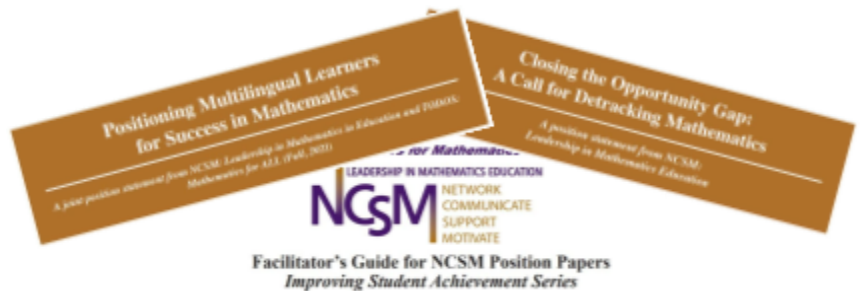 Positioning Multilingual Learners
for Success in Mathematics
A joint position statement from NCSM: Leadership in Mathematics in Education and TODOS:
Mathematics for ALL (Fall, 2021)
Closing the Opportunity Gap:
A Call for Detracking Mathematics
A position statement from NCSM:
Leadership in Mathematics Education
for Mathematics
LEADERSHIP IN MATHEMATICS EDUCATION
NCSM
NETWORK
COMMUNICATE
SUPPORT
MOTIVATE
Facilitator's Guide for NCSM Position Papers
Improving Student Achievement Series